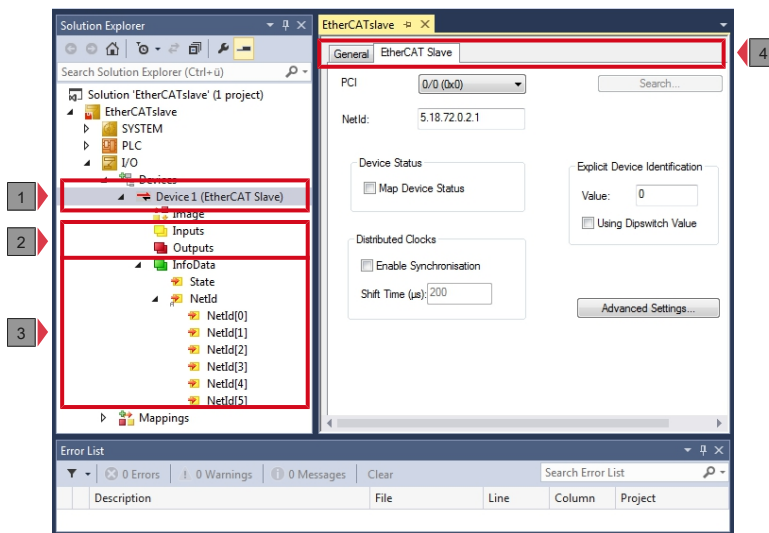 Solution Explorer
Search Solution Explorer (Ctrl+ü)
Solution 'EtherCATslave' (1 project)
EtherCATslave
SYSTEM
PLC
I/O
Devices
Device 1 (EtherCAT Slave)
Image
Inputs
Outputs
InfoData
State
NetId
NetId[0]
NetId[1]
NetId[2]
NetId[3]
NetId[4]
NetId[5]
Mappings
1
2
3
EtherCATslave
General EtherCAT Slave
4
PCI 0/0 (0x0) Search...
NetId: 5.18.72.0.2.1
Device Status
Map Device Status
Explicit Device Identification
Value: 0
Using Dipswitch Value
Distributed Clocks
Enable Synchronisation
Shift Time (µs): 200
Advanced Settings...
Error List
0 Errors 0 Warnings 0 Messages Clear Search Error List
Description File Line Column Project